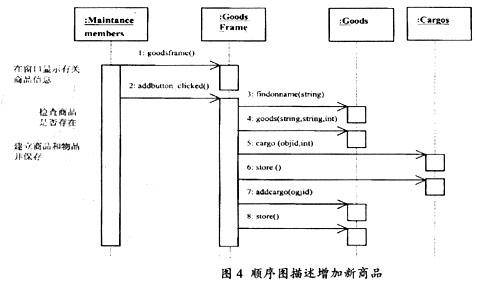 :Maintance
members
:Goods
Frame
:Goods
:Cargos
1: goodsframe()
在窗口显示有关
商品信息
2: addbutton_clicked()
3: findonname(string)
检查商品
是否存在
4: goods(string,string,int)
5: cargo (objid,int)
建立商品和物品
并保存
6: store ()
7: addcargo(ogjid)
8: store()
图 4 顺序图描述增加新商品